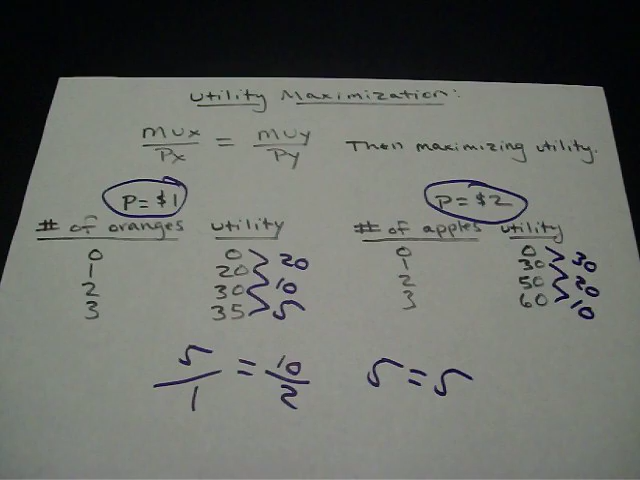 Utility Maximization:
MUx/Px = MUy/Py Then maximizing utility.
P = $1 P = $2
# of oranges utility # of apples utility
0 0 0 0
20 30
1 20 1 30
10 20
2 30 2 50
5 10
3 35 3 60
5/1 = 10/2 5 = 5